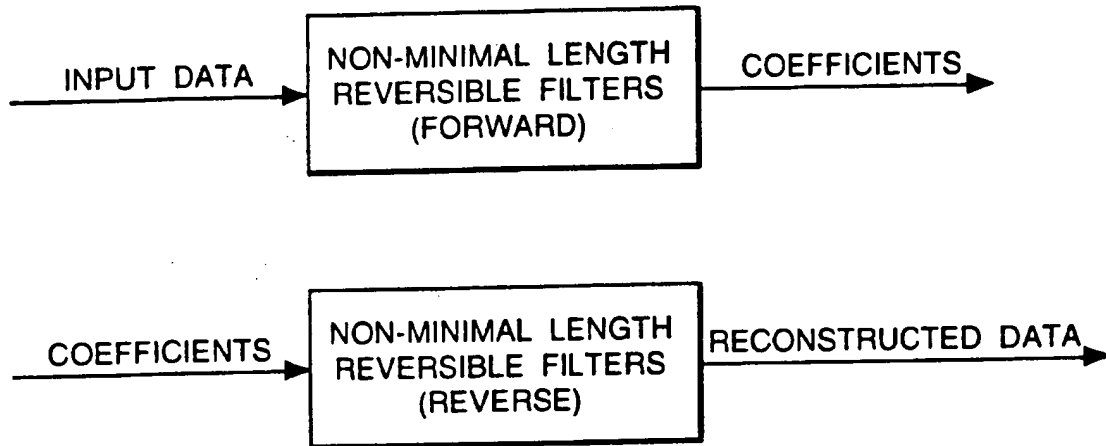 INPUT DATA
NON-MINIMAL LENGTH
REVERSIBLE FILTERS
(FORWARD)
COEFFICIENTS
COEFFICIENTS
NON-MINIMAL LENGTH
REVERSIBLE FILTERS
(REVERSE)
RECONSTRUCTED DATA